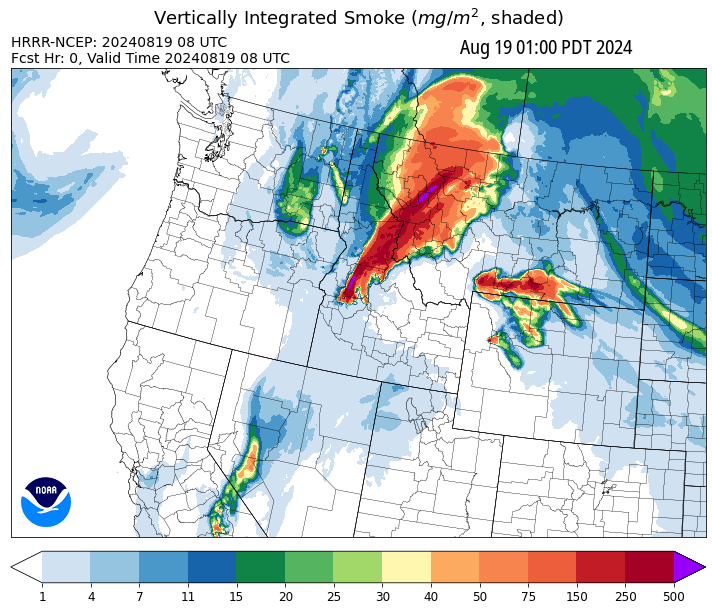 Vertically Integrated Smoke (mg/m², shaded)
HRRR-NCEP: 20240819 08 UTC
Fcst Hr: 0, Valid Time 20240819 08 UTC
Aug 19 01:00 PDT 2024
NOAA
1 4 7 11 15 20 25 30 40 50 75 150 250 500